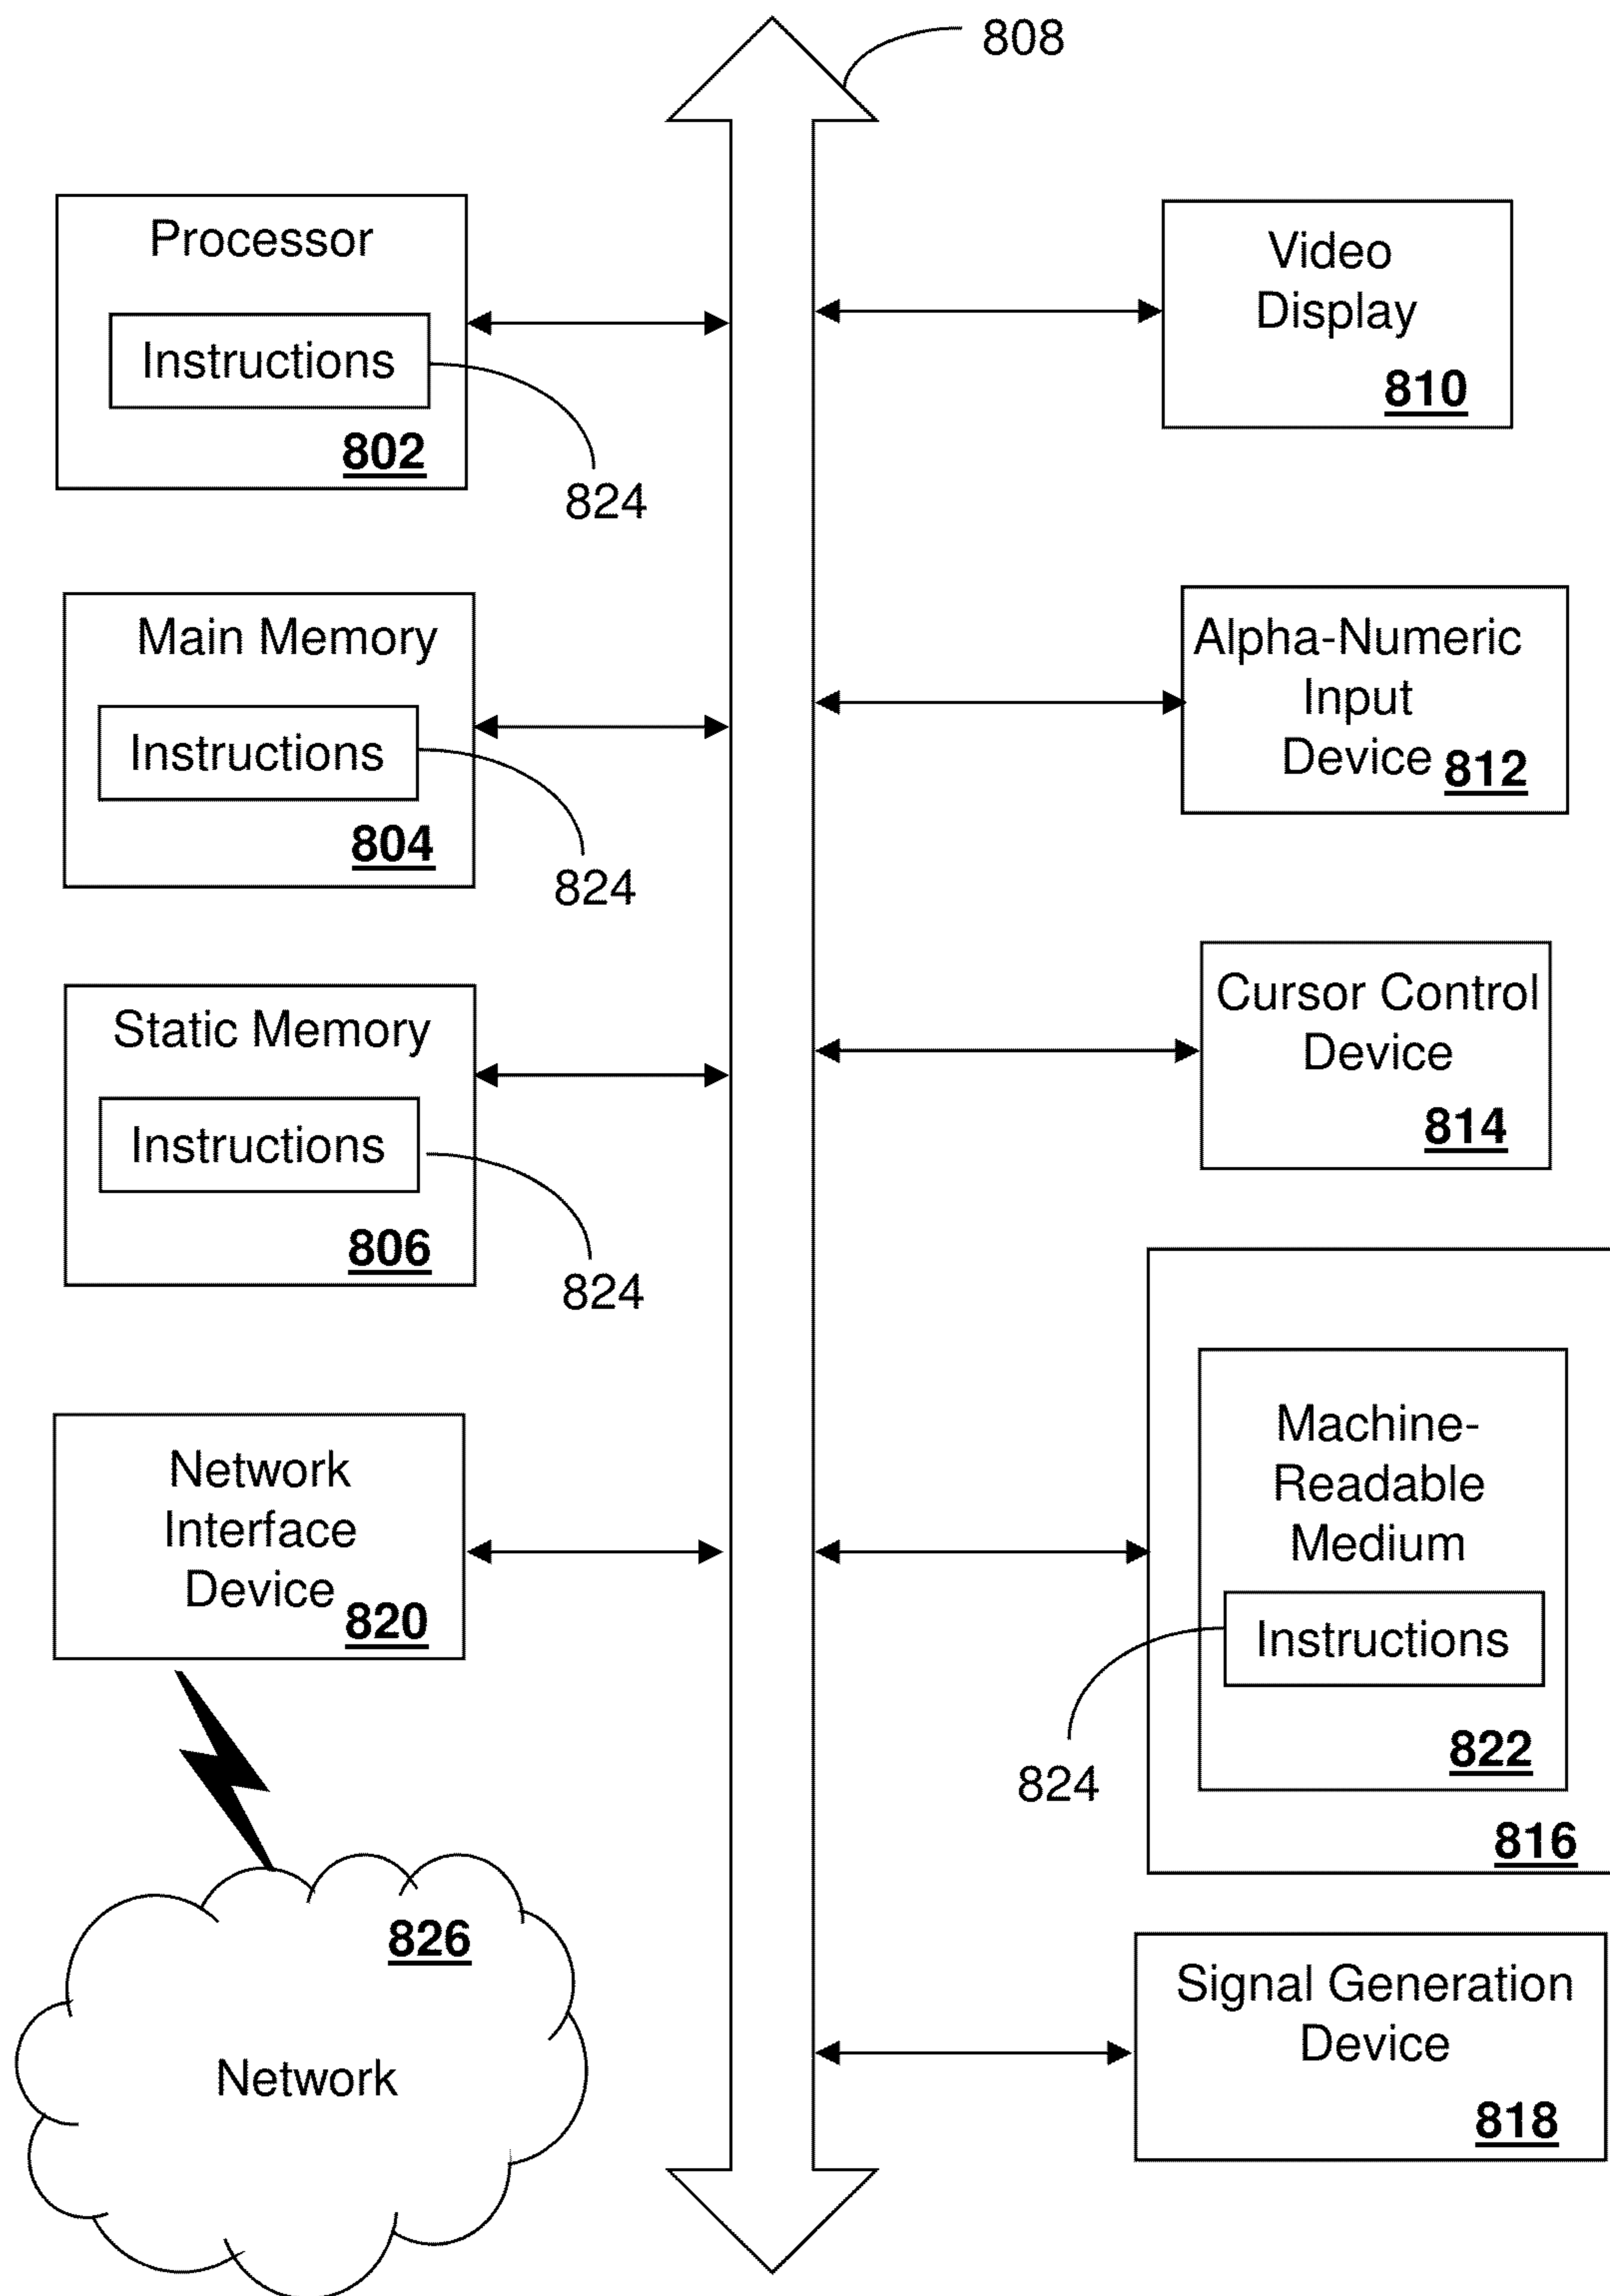 808
Processor
Instructions
802
824
Main Memory
Instructions
804
824
Static Memory
Instructions
806
824
Network
Interface
Device
820
826
Network
Video
Display
810
Alpha-Numeric
Input
Device
812
Cursor Control
Device
814
Machine-
Readable
Medium
Instructions
822
824
816
Signal Generation
Device
818